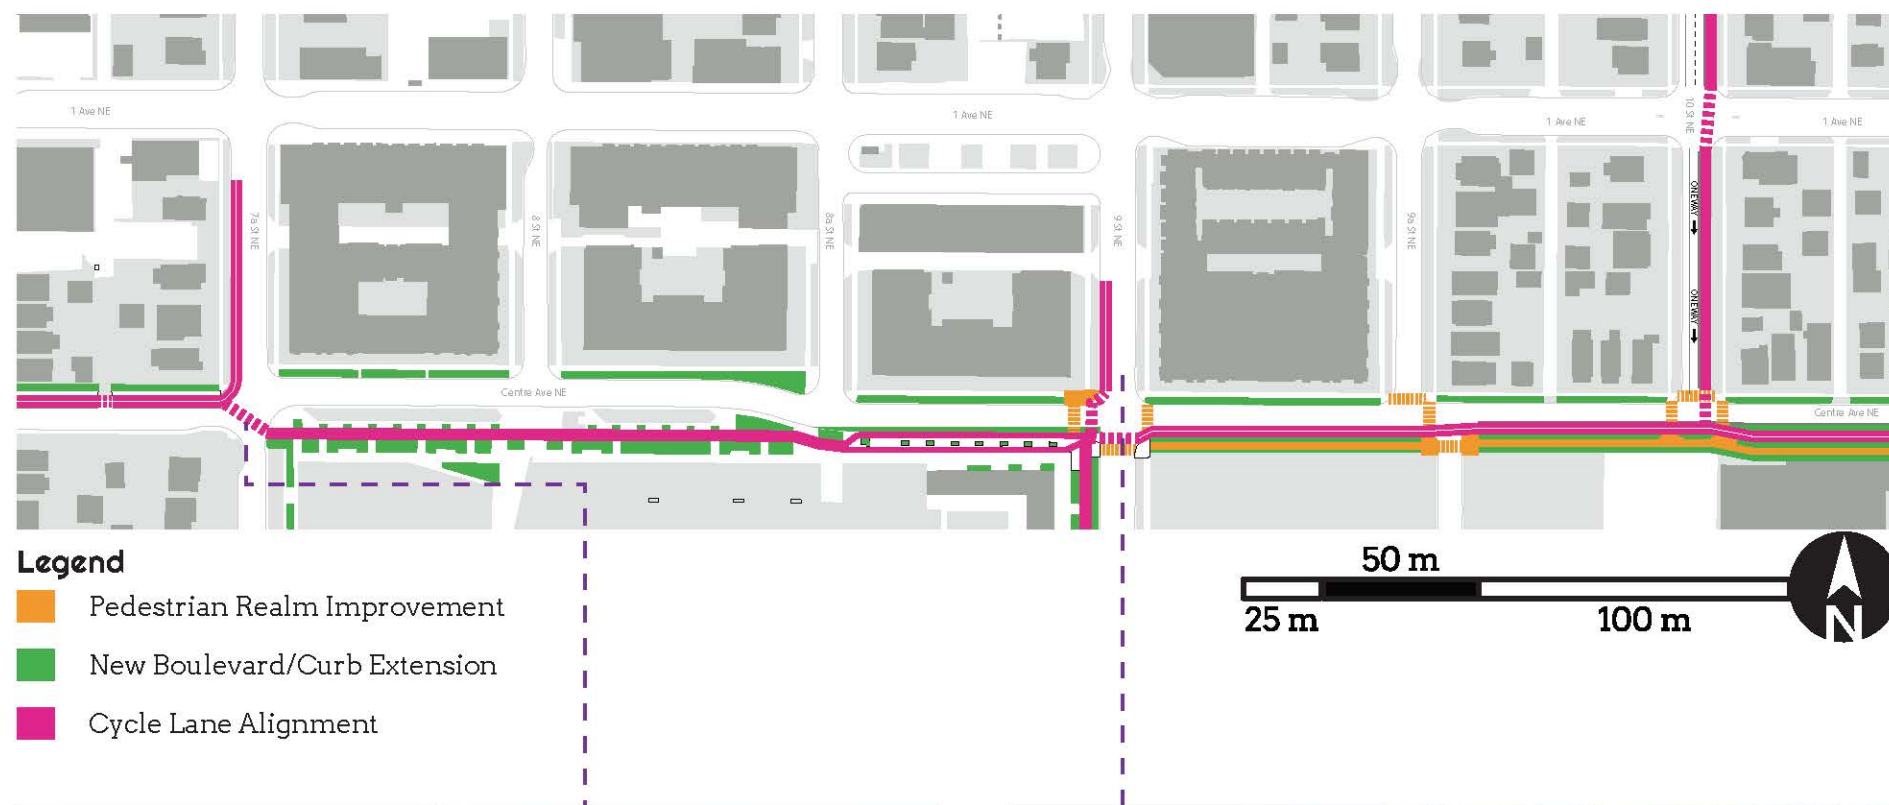 1 Ave NE
1 Ave NE
1 Ave NE
1 Ave NE
10 St NE
7a St NE
8 St NE
8a St NE
9 St NE
9a St NE
ONEWAY
ONEWAY
Centre Ave NE
Centre Ave NE
Legend
Pedestrian Realm Improvement
New Boulevard/Curb Extension
Cycle Lane Alignment
50 m
25 m
100 m
N